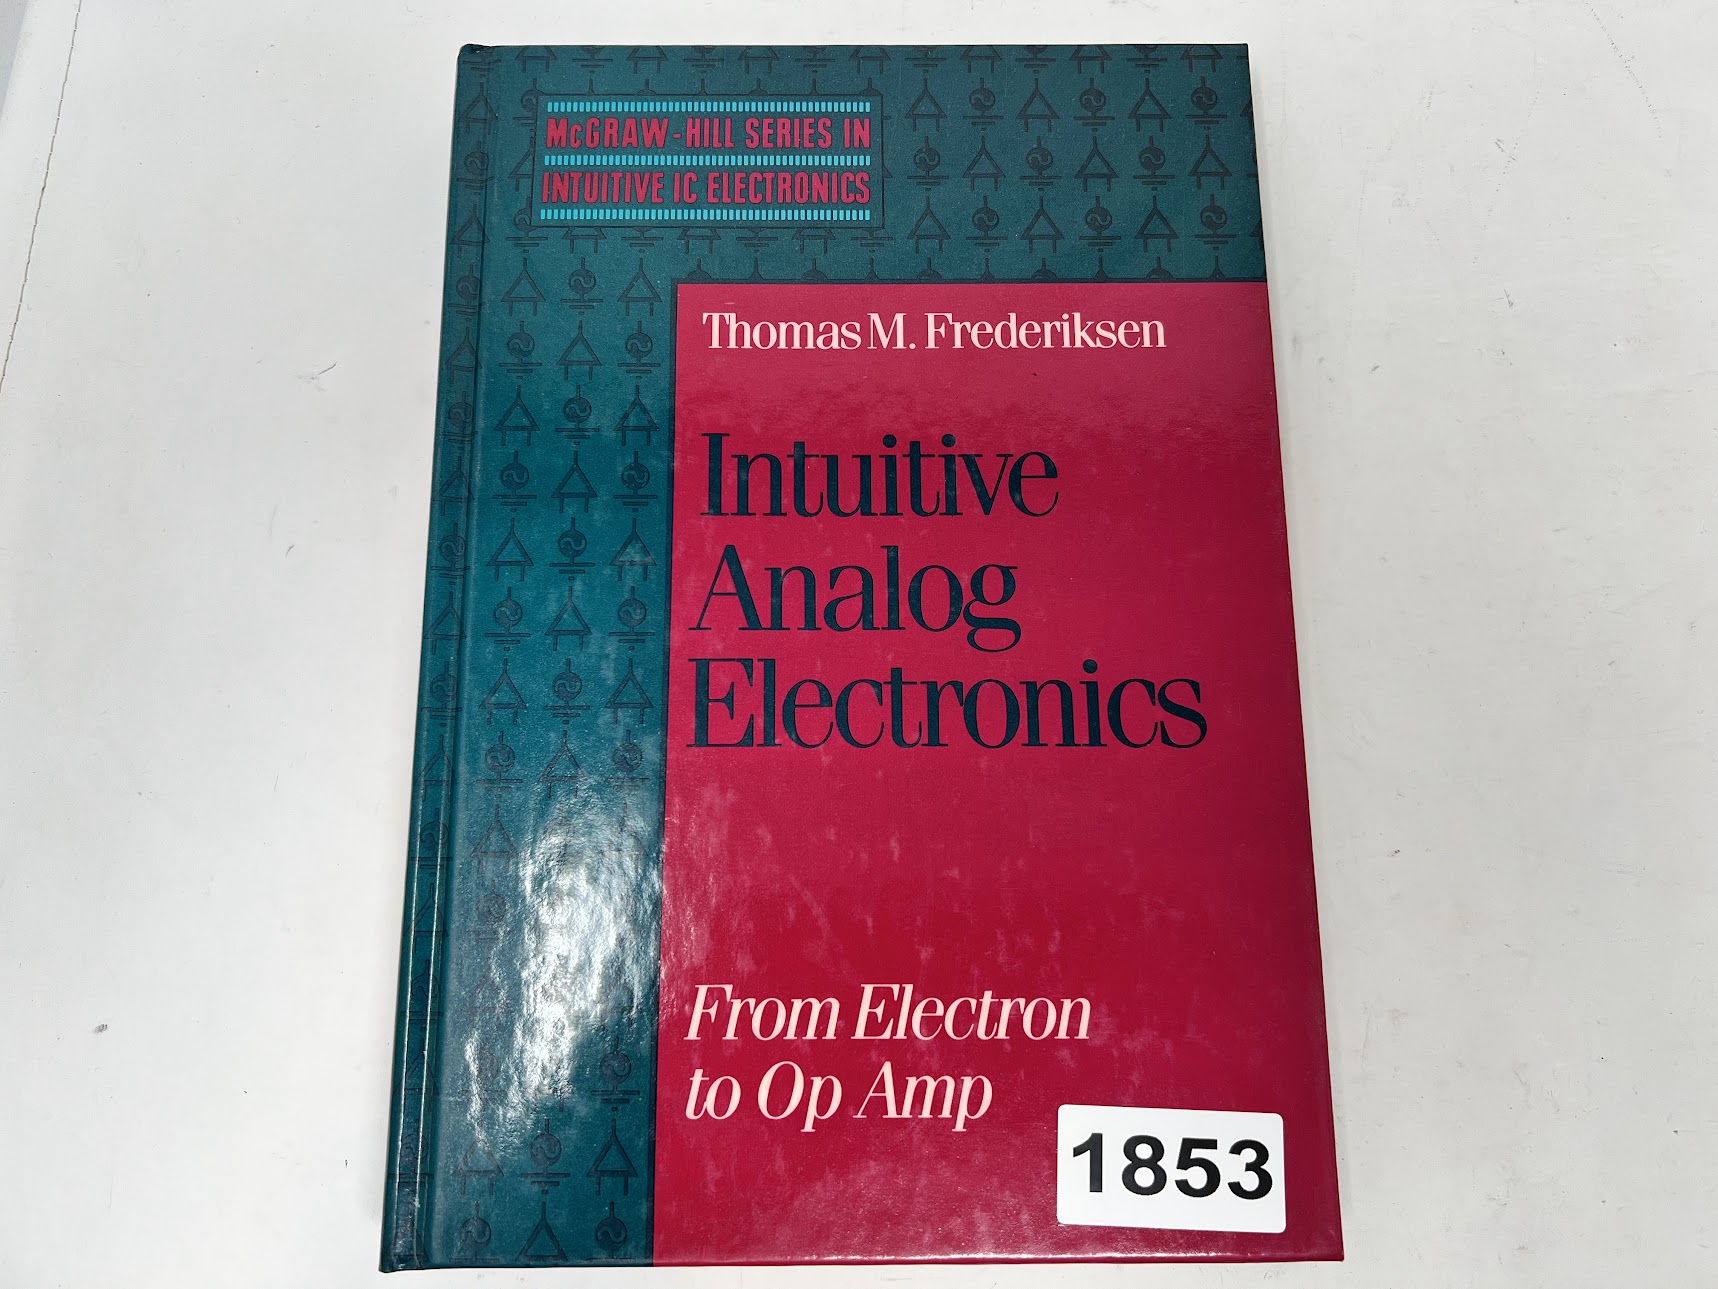 McGRAW-HILL SERIES IN
INTUITIVE IC ELECTRONICS
Thomas M. Frederiksen
Intuitive
Analog
Electronics
From Electron
to Op Amp
1853